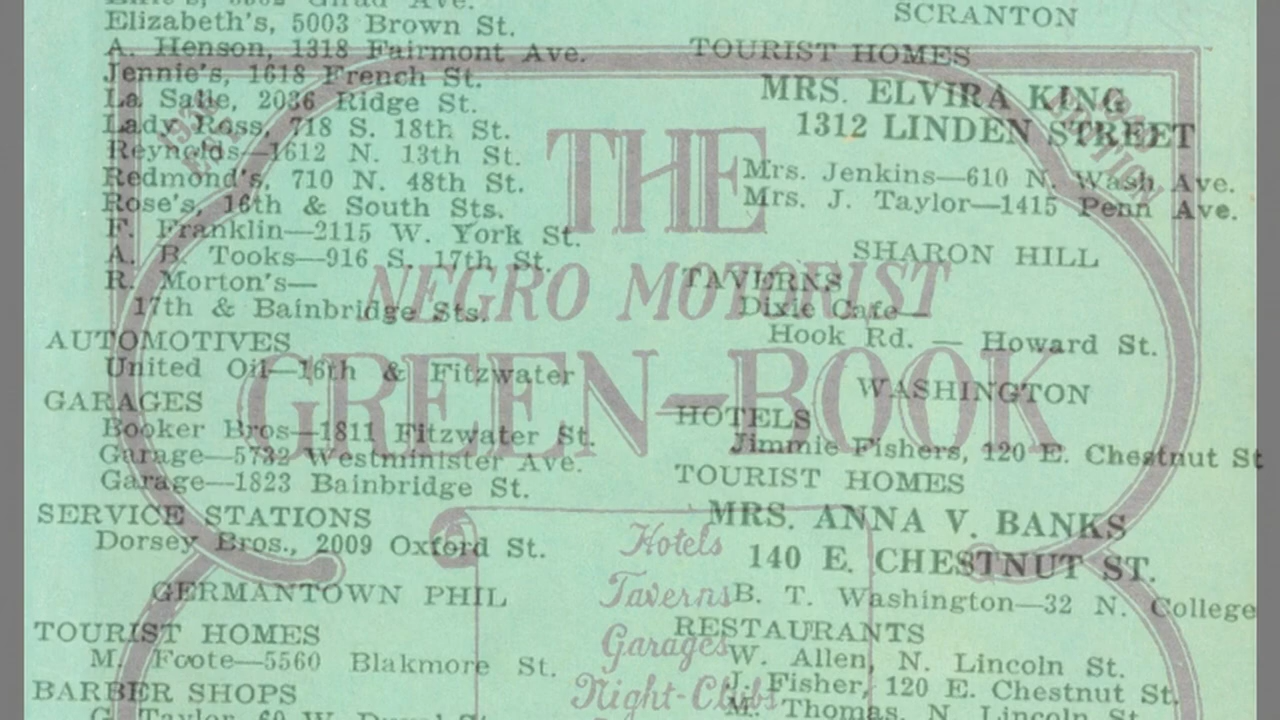 Elizabeth's, 5003 Brown St.
A. Henson, 1318 Fairmont Ave.
Jennie's, 1618 French St.
La Salle, 2036 Ridge St.
Lady Ross, 718 S. 18th St.
Reynolds—1612 N. 13th St.
Redmond's, 710 N. 48th St.
Rose's, 16th & South Sts.
F. Franklin—2115 W. York St.
A. B. Tooks—916 S. 17th St.
R. Morton's—
17th & Bainbridge Sts.
AUTOMOTIVES
United Oil—16th & Fitzwater
GARAGES
Booker Bros—1811 Fitzwater St.
Garage—5732 Westminister Ave.
Garage—1823 Bainbridge St.
SERVICE STATIONS
Dorsey Bros., 2009 Oxford St.
GERMANTOWN PHIL
TOURIST HOMES
M. Foote—5560 Blakmore St.
BARBER SHOPS
SCRANTON
TOURIST HOMES
MRS. ELVIRA KING
1312 LINDEN STREET
Mrs. Jenkins—610 N. Wash Ave.
Mrs. J. Taylor—1415 Penn Ave.
SHARON HILL
TAVERNS
Dixie Cafe—
Hook Rd. — Howard St.
WASHINGTON
HOTELS
Jimmie Fishers, 120 E. Chestnut St
TOURIST HOMES
MRS. ANNA V. BANKS
140 E. CHESTNUT ST.
B. T. Washington—32 N. College
RESTAURANTS
W. Allen, N. Lincoln St.
J. Fisher, 120 E. Chestnut St.
M. Thomas, N. Lincoln St.
THE
NEGRO MOTORIST
GREEN-BOOK
Hotels
Taverns
Garages
Night-Clubs